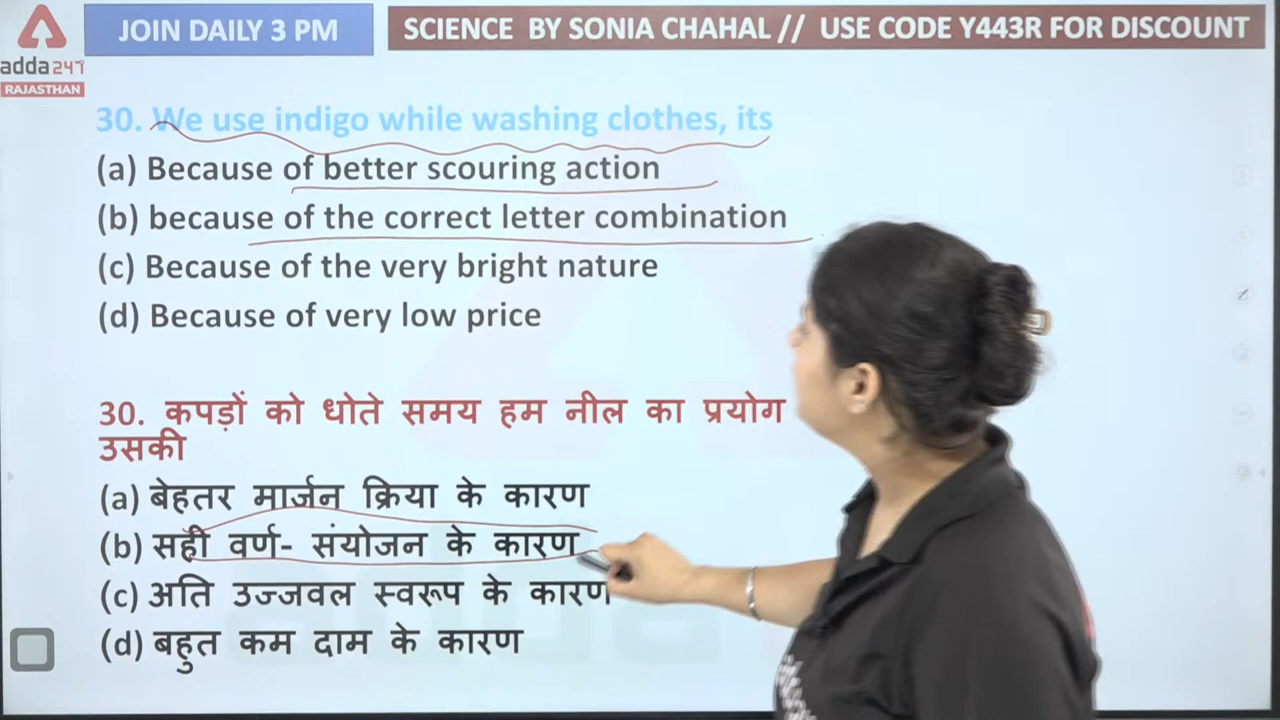 JOIN DAILY 3 PM
SCIENCE BY SONIA CHAHAL // USE CODE Y443R FOR DISCOUNT
adda247
RAJASTHAN
30. We use indigo while washing clothes, its
(a) Because of better scouring action
(b) because of the correct letter combination
(c) Because of the very bright nature
(d) Because of very low price
30. कपड़ों को धोते समय हम नील का प्रयोग
उसकी
(a) बेहतर मार्जन क्रिया के कारण
(b) सही वर्ण- संयोजन के कारण
(c) अति उज्जवल स्वरूप के कारण
(d) बहुत कम दाम के कारण